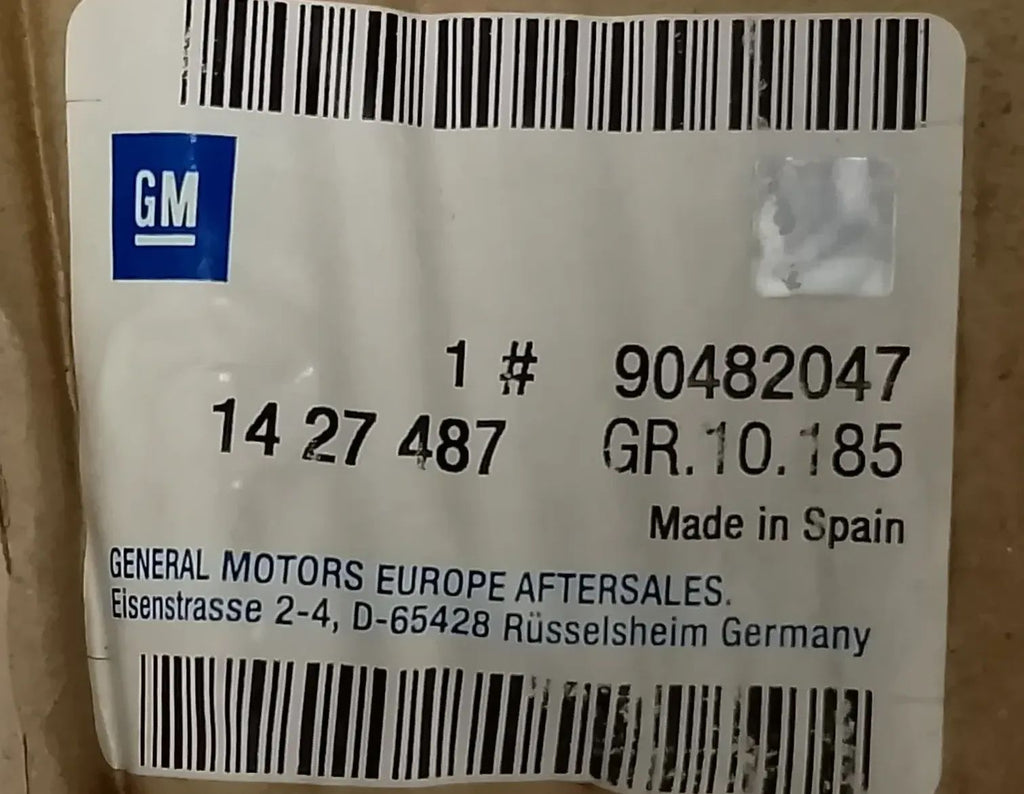 GM
1 # 90482047
14 27 487 GR.10.185
Made in Spain
GENERAL MOTORS EUROPE AFTERSALES.
Eisenstrasse 2-4, D-65428 Rüsselsheim Germany